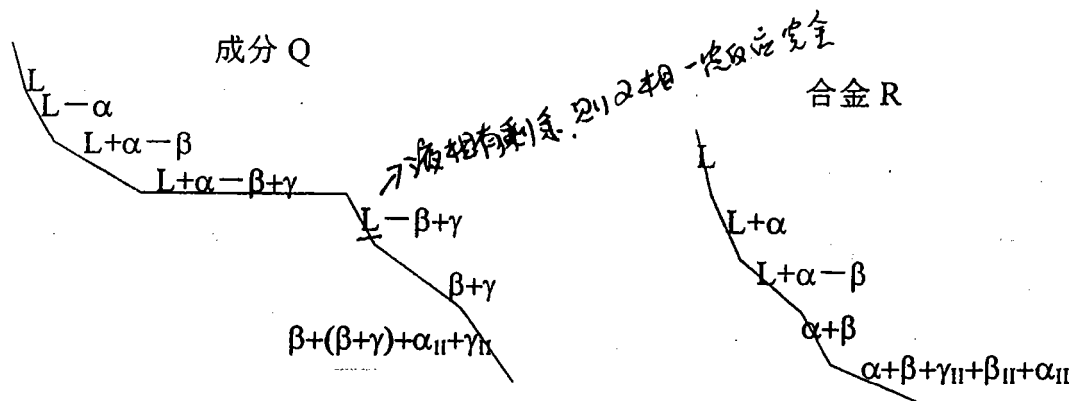 成分 Q
L
L－α
L+α－β
L+α－β+γ
→液相有剩余,则α相一定反应完全
L－β+γ
β+γ
β+(β+γ)+αII+γII
合金 R
L
L+α
L+α－β
α+β
α+β+γII+βII+αII